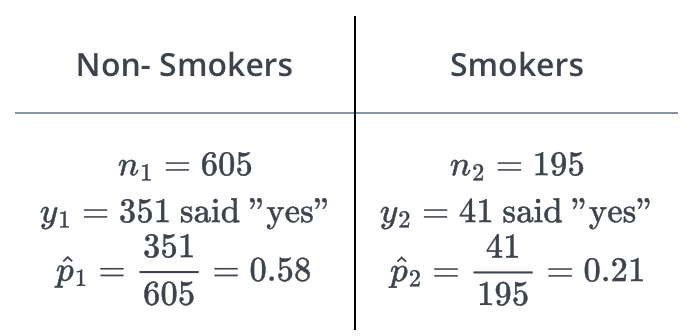 Non- Smokers
n₁ = 605
y₁ = 351 said ”yes”
p̂₁ = 351/605 = 0.58
Smokers
n₂ = 195
y₂ = 41 said ”yes”
p̂₂ = 41/195 = 0.21